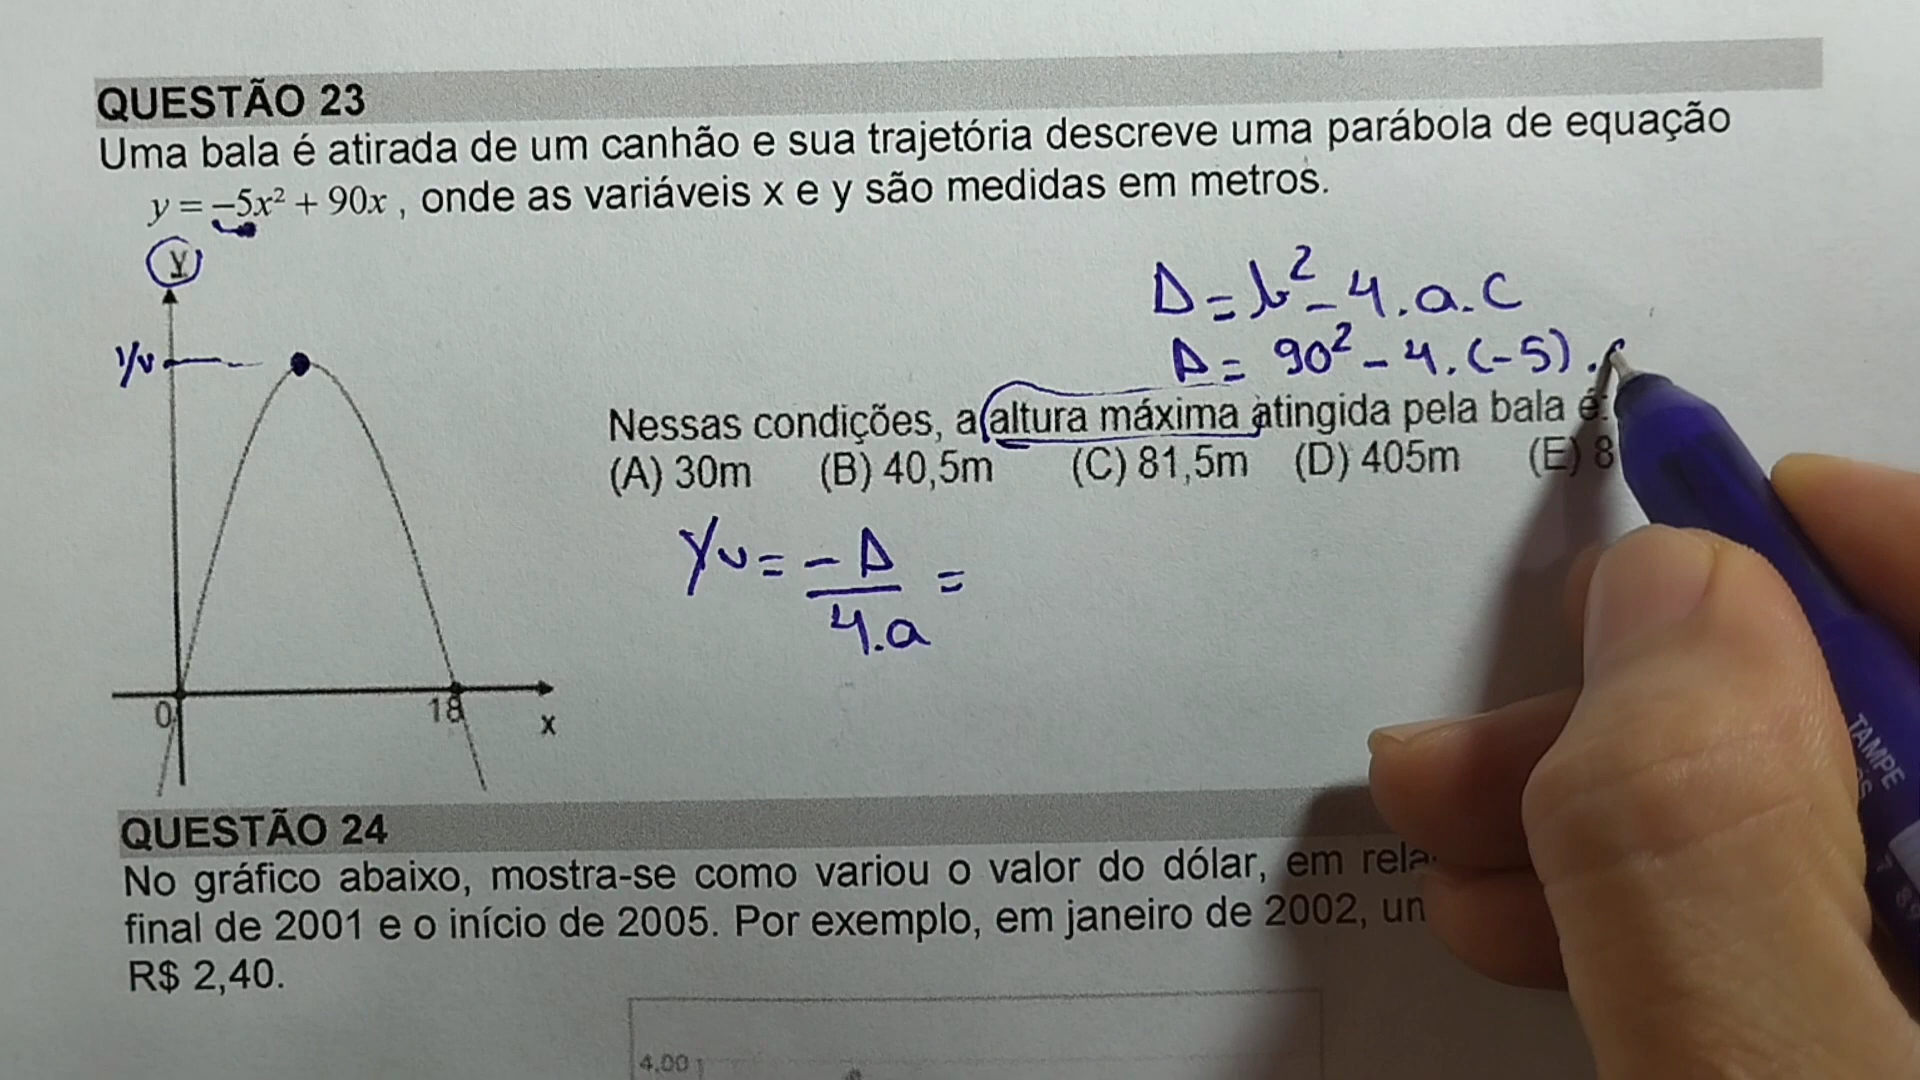 QUESTÃO 23
Uma bala é atirada de um canhão e sua trajetória descreve uma parábola de equação
y = –5x² + 90x , onde as variáveis x e y são medidas em metros.
y
Δ = b² – 4.a.c
Δ = 90² – 4.(–5).
Yv
Nessas condições, a altura máxima atingida pela bala é:
(A) 30m (B) 40,5m (C) 81,5m (D) 405m (E) 8
Yv = –Δ =
4.a
0 18 x
QUESTÃO 24
No gráfico abaixo, mostra-se como variou o valor do dólar, em rela
final de 2001 e o início de 2005. Por exemplo, em janeiro de 2002, un
R$ 2,40.
4,00
TAMPE